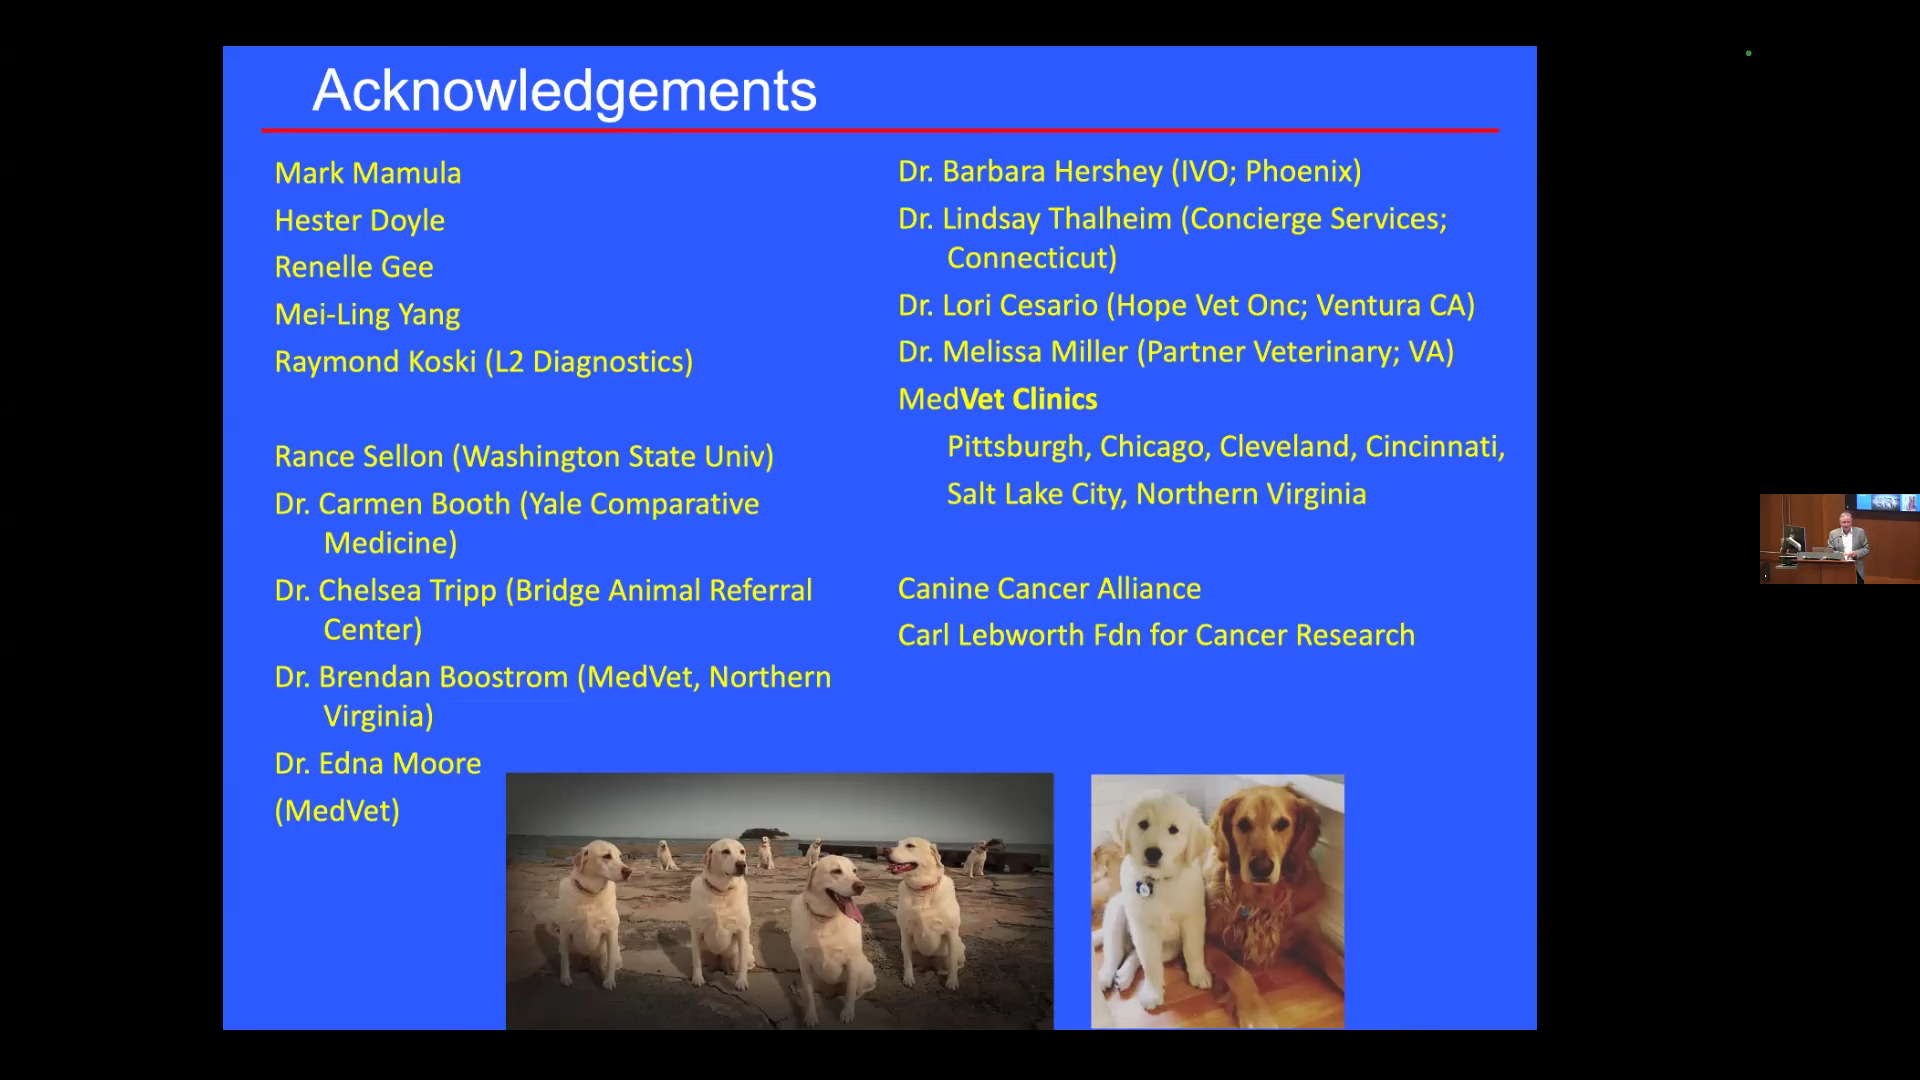 Acknowledgements
Mark Mamula
Hester Doyle
Renelle Gee
Mei-Ling Yang
Raymond Koski (L2 Diagnostics)
Rance Sellon (Washington State Univ)
Dr. Carmen Booth (Yale Comparative
Medicine)
Dr. Chelsea Tripp (Bridge Animal Referral
Center)
Dr. Brendan Boostrom (MedVet, Northern
Virginia)
Dr. Edna Moore
(MedVet)
Dr. Barbara Hershey (IVO; Phoenix)
Dr. Lindsay Thalheim (Concierge Services;
Connecticut)
Dr. Lori Cesario (Hope Vet Onc; Ventura CA)
Dr. Melissa Miller (Partner Veterinary; VA)
MedVet Clinics
Pittsburgh, Chicago, Cleveland, Cincinnati,
Salt Lake City, Northern Virginia
Canine Cancer Alliance
Carl Lebworth Fdn for Cancer Research